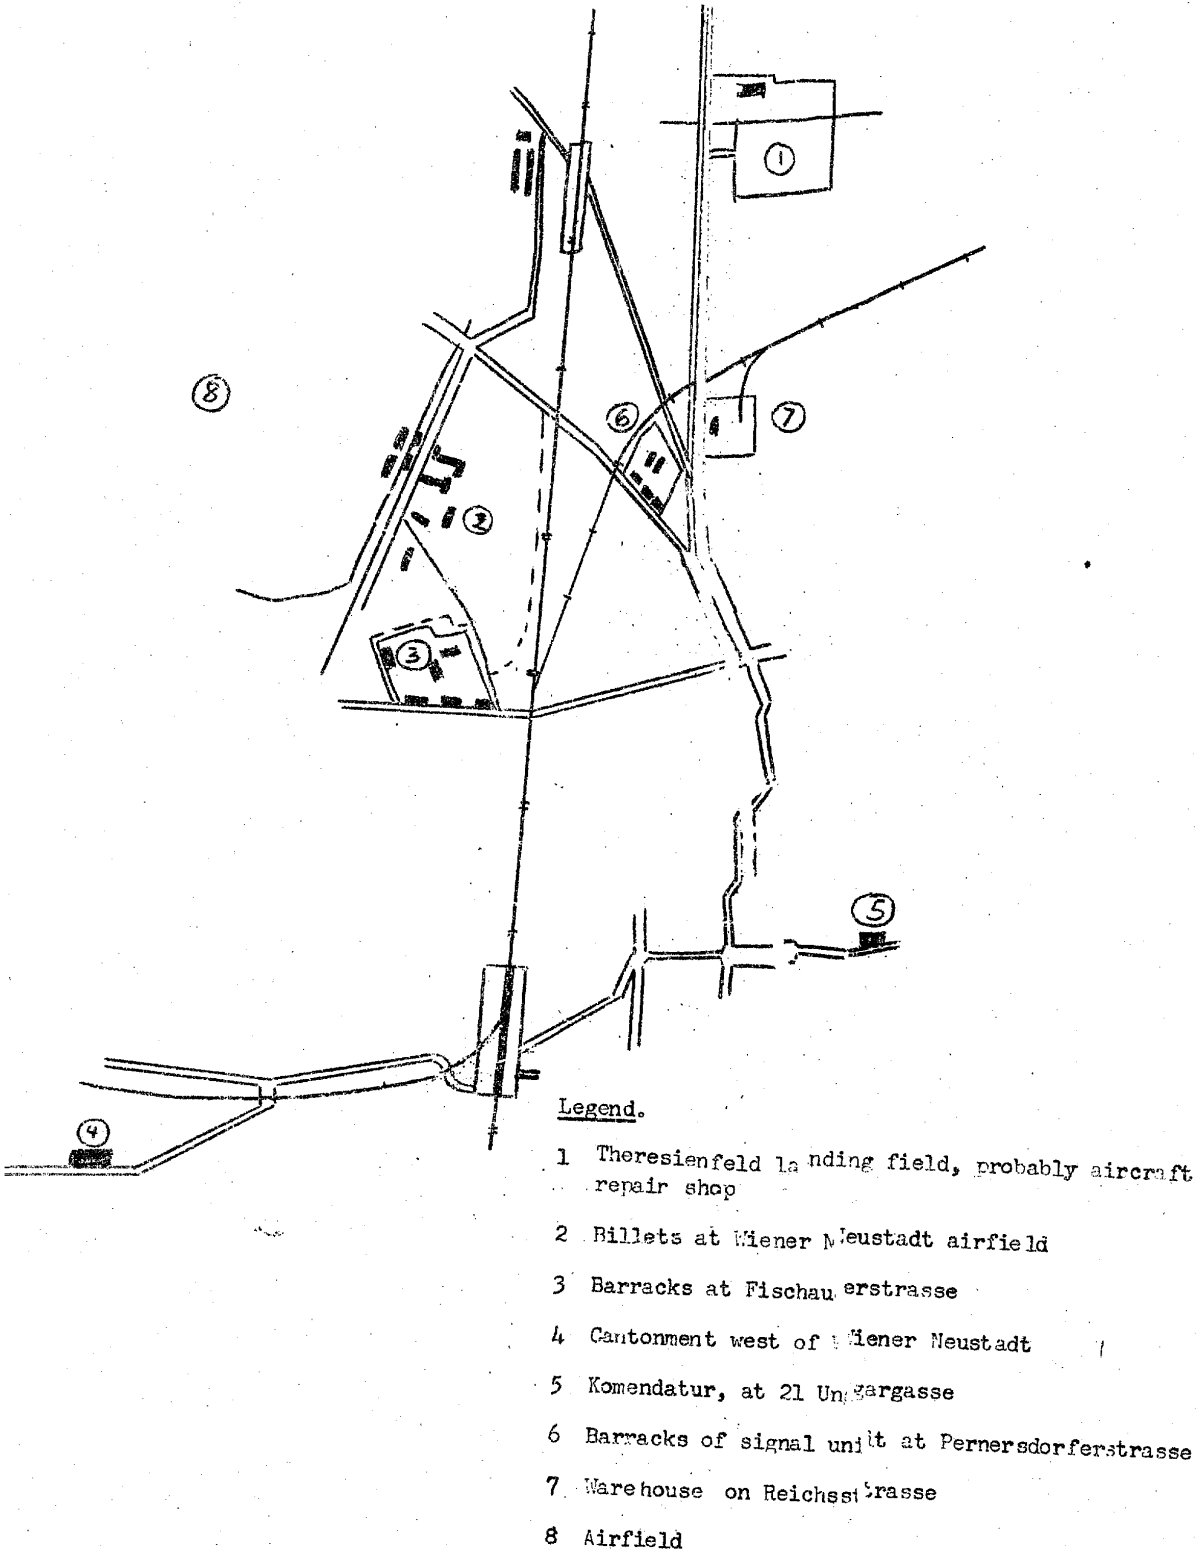 1
8
6
7
2
3
5
4
Legend.
1 Theresienfeld landing field, probably aircraft
repair shop
2 Billets at Wiener Neustadt airfield
3 Barracks at Fischauerstrasse
4 Cantonment west of Wiener Neustadt
5 Komendatur, at 21 Ungargasse
6 Barracks of signal unit at Pernersdorferstrasse
7 Warehouse on Reichsstrasse
8 Airfield